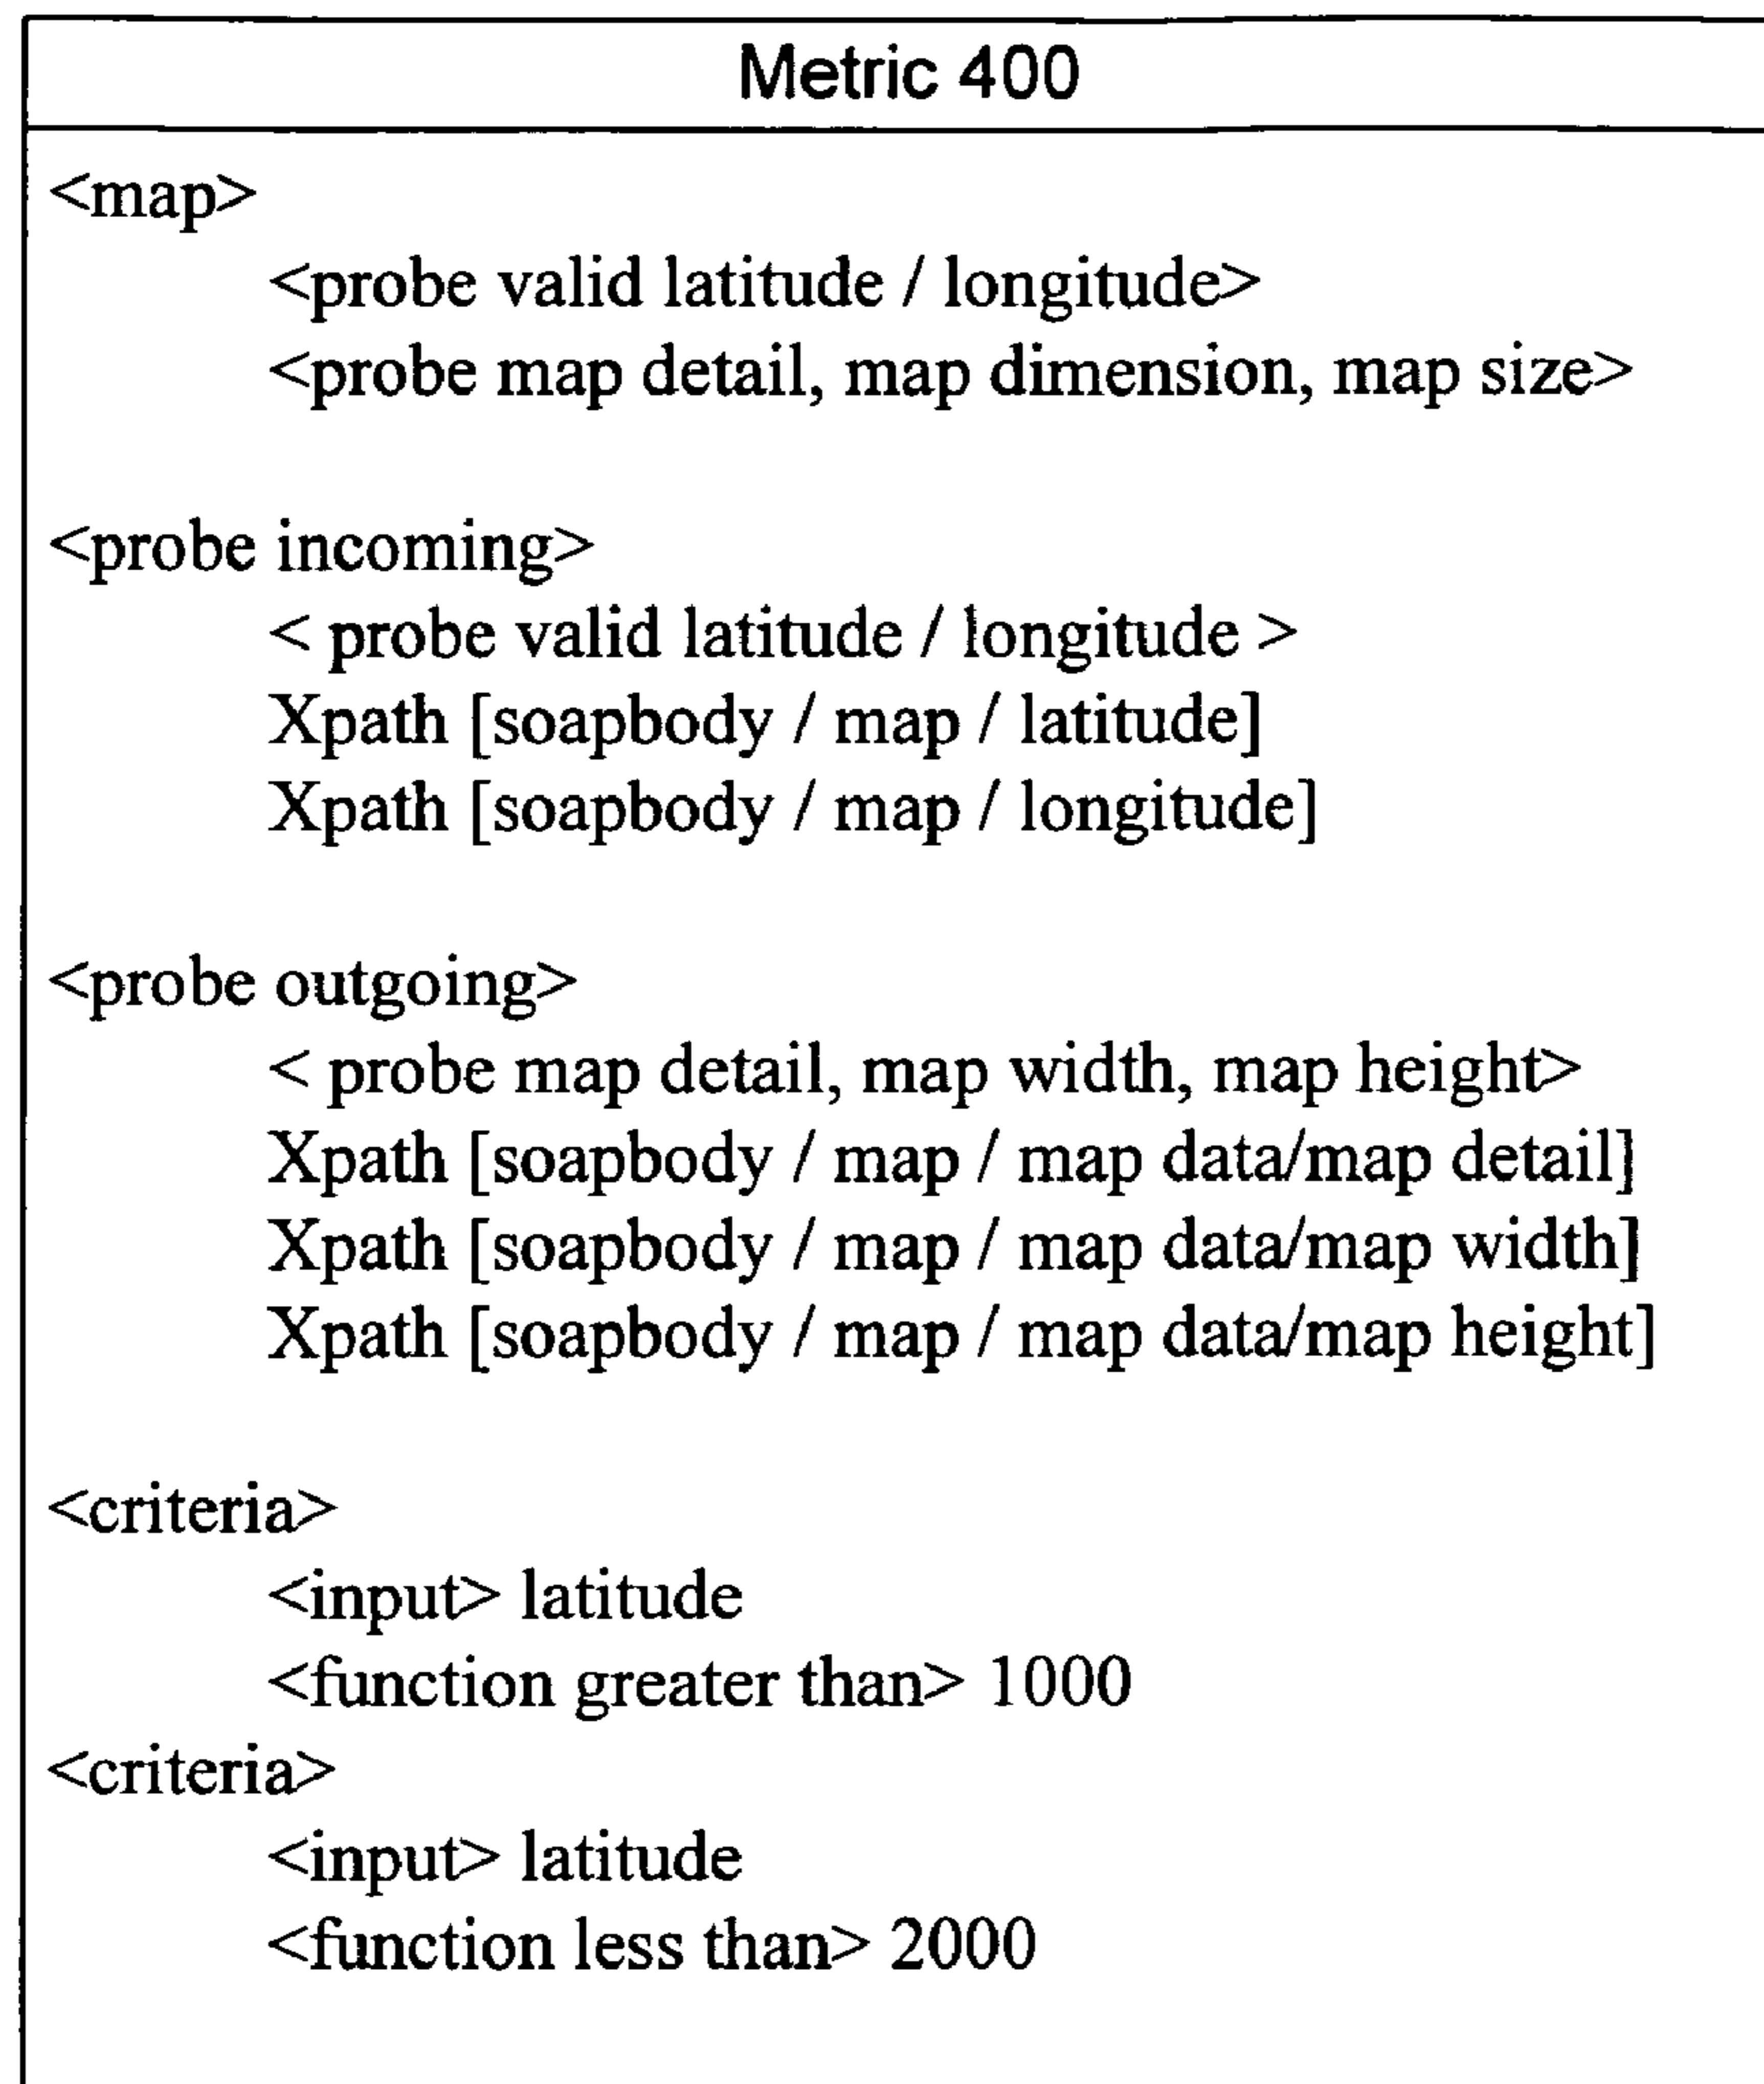 Metric 400
<map>
<probe valid latitude / longitude>
<probe map detail, map dimension, map size>
<probe incoming>
< probe valid latitude / longitude >
Xpath [soapbody / map / latitude]
Xpath [soapbody / map / longitude]
<probe outgoing>
< probe map detail, map width, map height>
Xpath [soapbody / map / map data/map detail]
Xpath [soapbody / map / map data/map width]
Xpath [soapbody / map / map data/map height]
<criteria>
<input> latitude
<function greater than> 1000
<criteria>
<input> latitude
<function less than> 2000